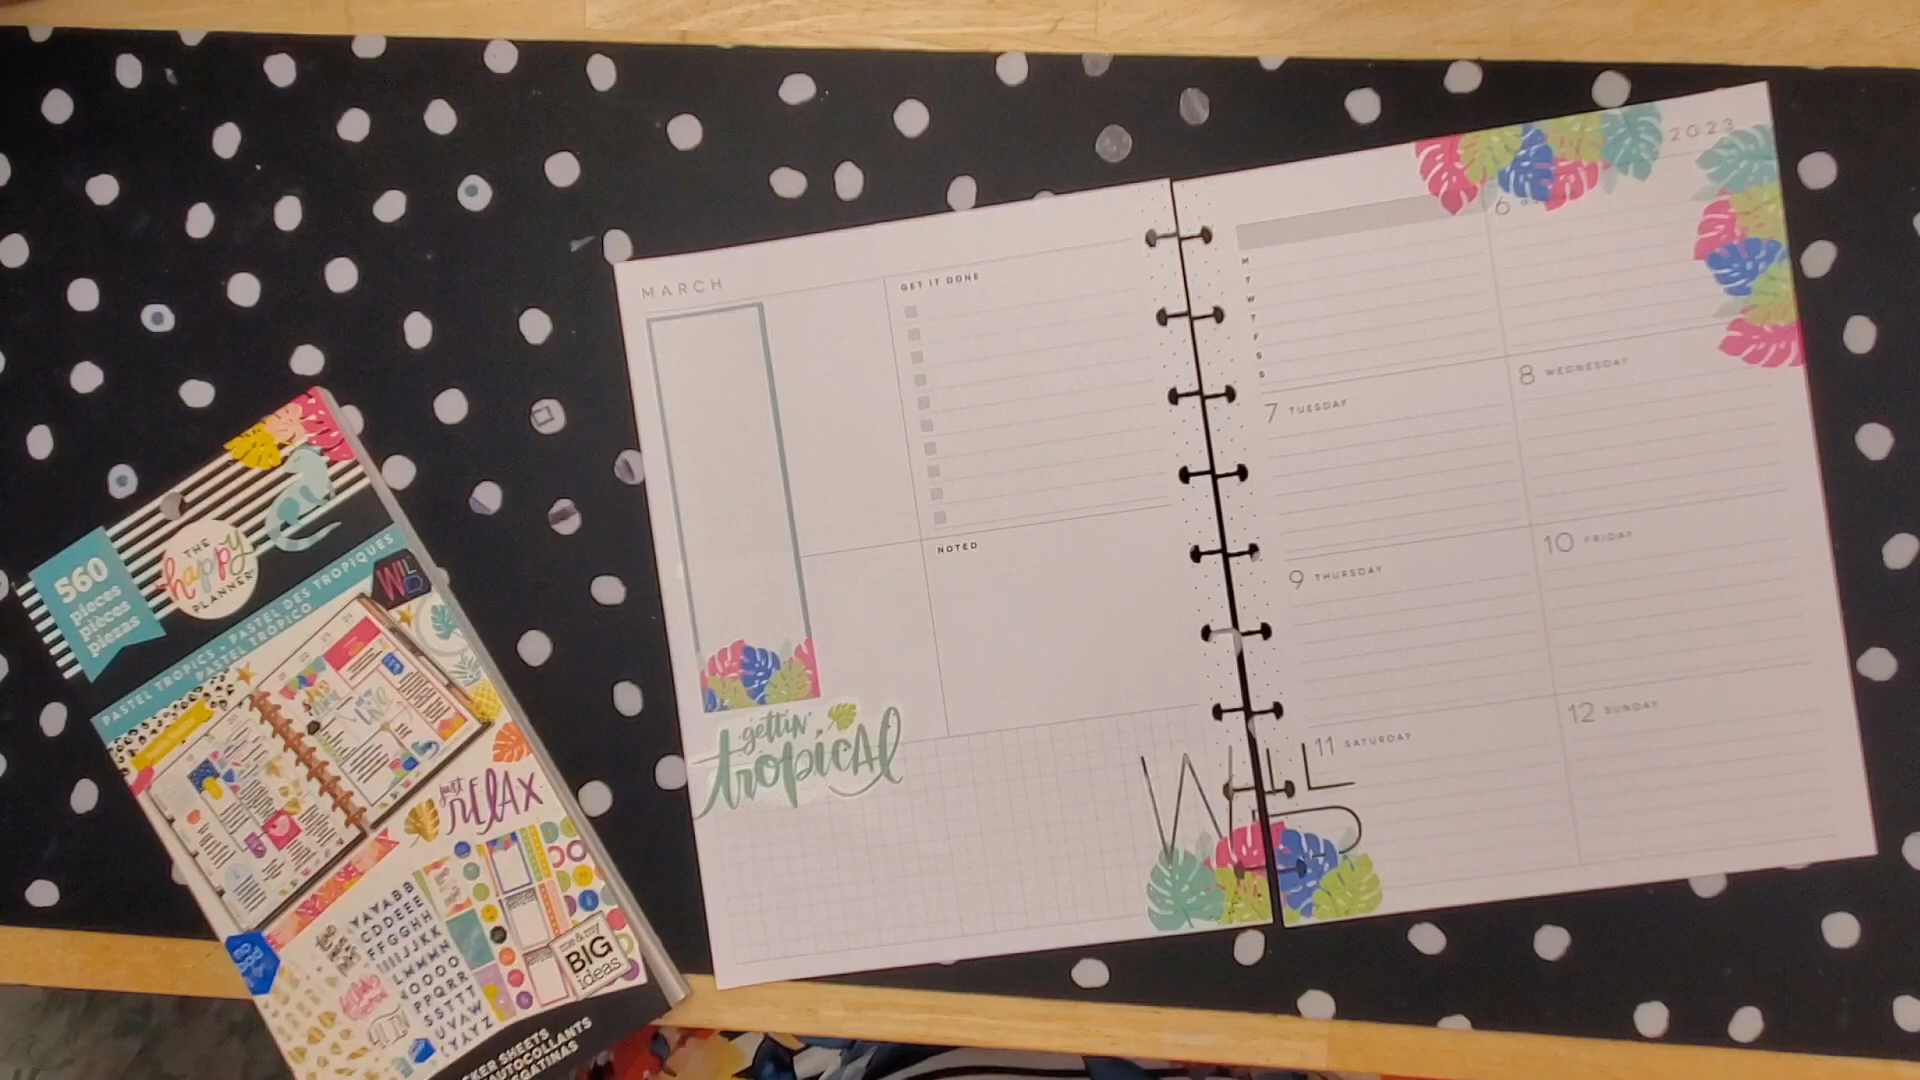 MARCH
GET IT DONE
NOTED
gettin'
tropical
WILD
2023
6
M
T
W
T
F
S
S
7 TUESDAY
8 WEDNESDAY
9 THURSDAY
10 FRIDAY
11 SATURDAY
12 SUNDAY
560
pieces
pièces
piezas
THE
happy
PLANNER
PASTEL TROPICS • PASTEL DES TROPIQUES
PASTEL TROPICO
WILD
just
RELAX
me & my
BIG
ideas